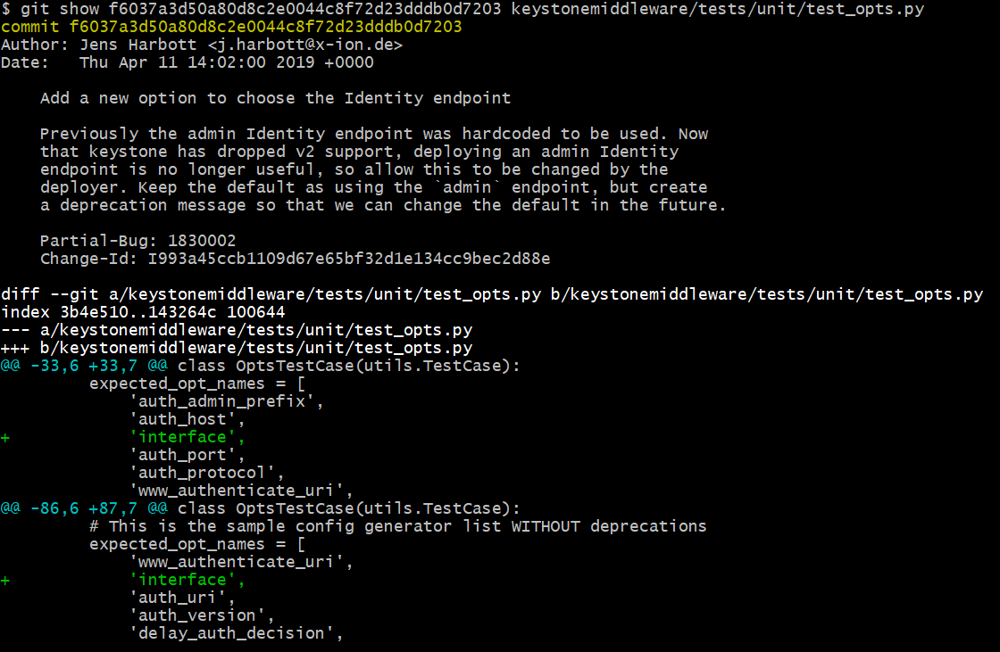 $ git show f6037a3d50a80d8c2e0044c8f72d23dddb0d7203 keystonemiddleware/tests/unit/test_opts.py
commit f6037a3d50a80d8c2e0044c8f72d23dddb0d7203
Author: Jens Harbott <j.harbott@x-ion.de>
Date:   Thu Apr 11 14:02:00 2019 +0000

    Add a new option to choose the Identity endpoint

    Previously the admin Identity endpoint was hardcoded to be used. Now
    that keystone has dropped v2 support, deploying an admin Identity
    endpoint is no longer useful, so allow this to be changed by the
    deployer. Keep the default as using the `admin` endpoint, but create
    a deprecation message so that we can change the default in the future.

    Partial-Bug: 1830002
    Change-Id: I993a45ccb1109d67e65bf32d1e134cc9bec2d88e

diff --git a/keystonemiddleware/tests/unit/test_opts.py b/keystonemiddleware/tests/unit/test_opts.py
index 3b4e510..143264c 100644
--- a/keystonemiddleware/tests/unit/test_opts.py
+++ b/keystonemiddleware/tests/unit/test_opts.py
@@ -33,6 +33,7 @@ class OptsTestCase(utils.TestCase):
         expected_opt_names = [
             'auth_admin_prefix',
             'auth_host',
+            'interface',
             'auth_port',
             'auth_protocol',
             'www_authenticate_uri',
@@ -86,6 +87,7 @@ class OptsTestCase(utils.TestCase):
         # This is the sample config generator list WITHOUT deprecations
         expected_opt_names = [
             'www_authenticate_uri',
+            'interface',
             'auth_uri',
             'auth_version',
             'delay_auth_decision',